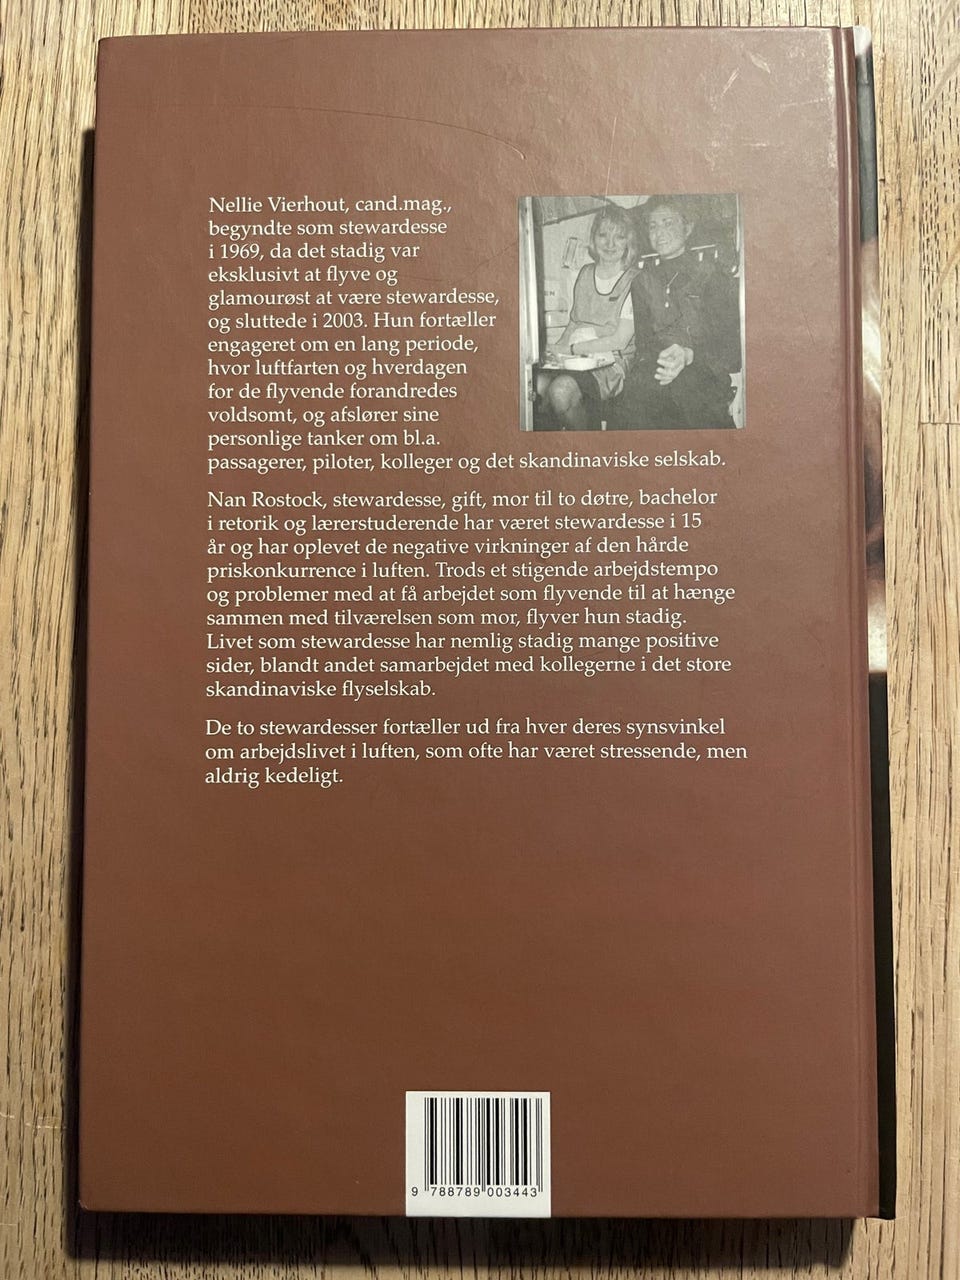 Nellie Vierhout, cand.mag.,
begyndte som stewardesse
i 1969, da det stadig var
eksklusivt at flyve og
glamourøst at være stewardesse,
og sluttede i 2003. Hun fortæller
engageret om en lang periode,
hvor luftfarten og hverdagen
for de flyvende forandredes
voldsomt, og afslører sine
personlige tanker om bl.a.
passagerer, piloter, kolleger og det skandinaviske selskab.
Nan Rostock, stewardesse, gift, mor til to døtre, bachelor
i retorik og lærerstuderende har været stewardesse i 15
år og har oplevet de negative virkninger af den hårde
priskonkurrence i luften. Trods et stigende arbejdstempo
og problemer med at få arbejdet som flyvende til at hænge
sammen med tilværelsen som mor, flyver hun stadig.
Livet som stewardesse har nemlig stadig mange positive
sider, blandt andet samarbejdet med kollegerne i det store
skandinaviske flyselskab.
De to stewardesser fortæller ud fra hver deres synsvinkel
om arbejdslivet i luften, som ofte har været stressende, men
aldrig kedeligt.
9 788789 003443